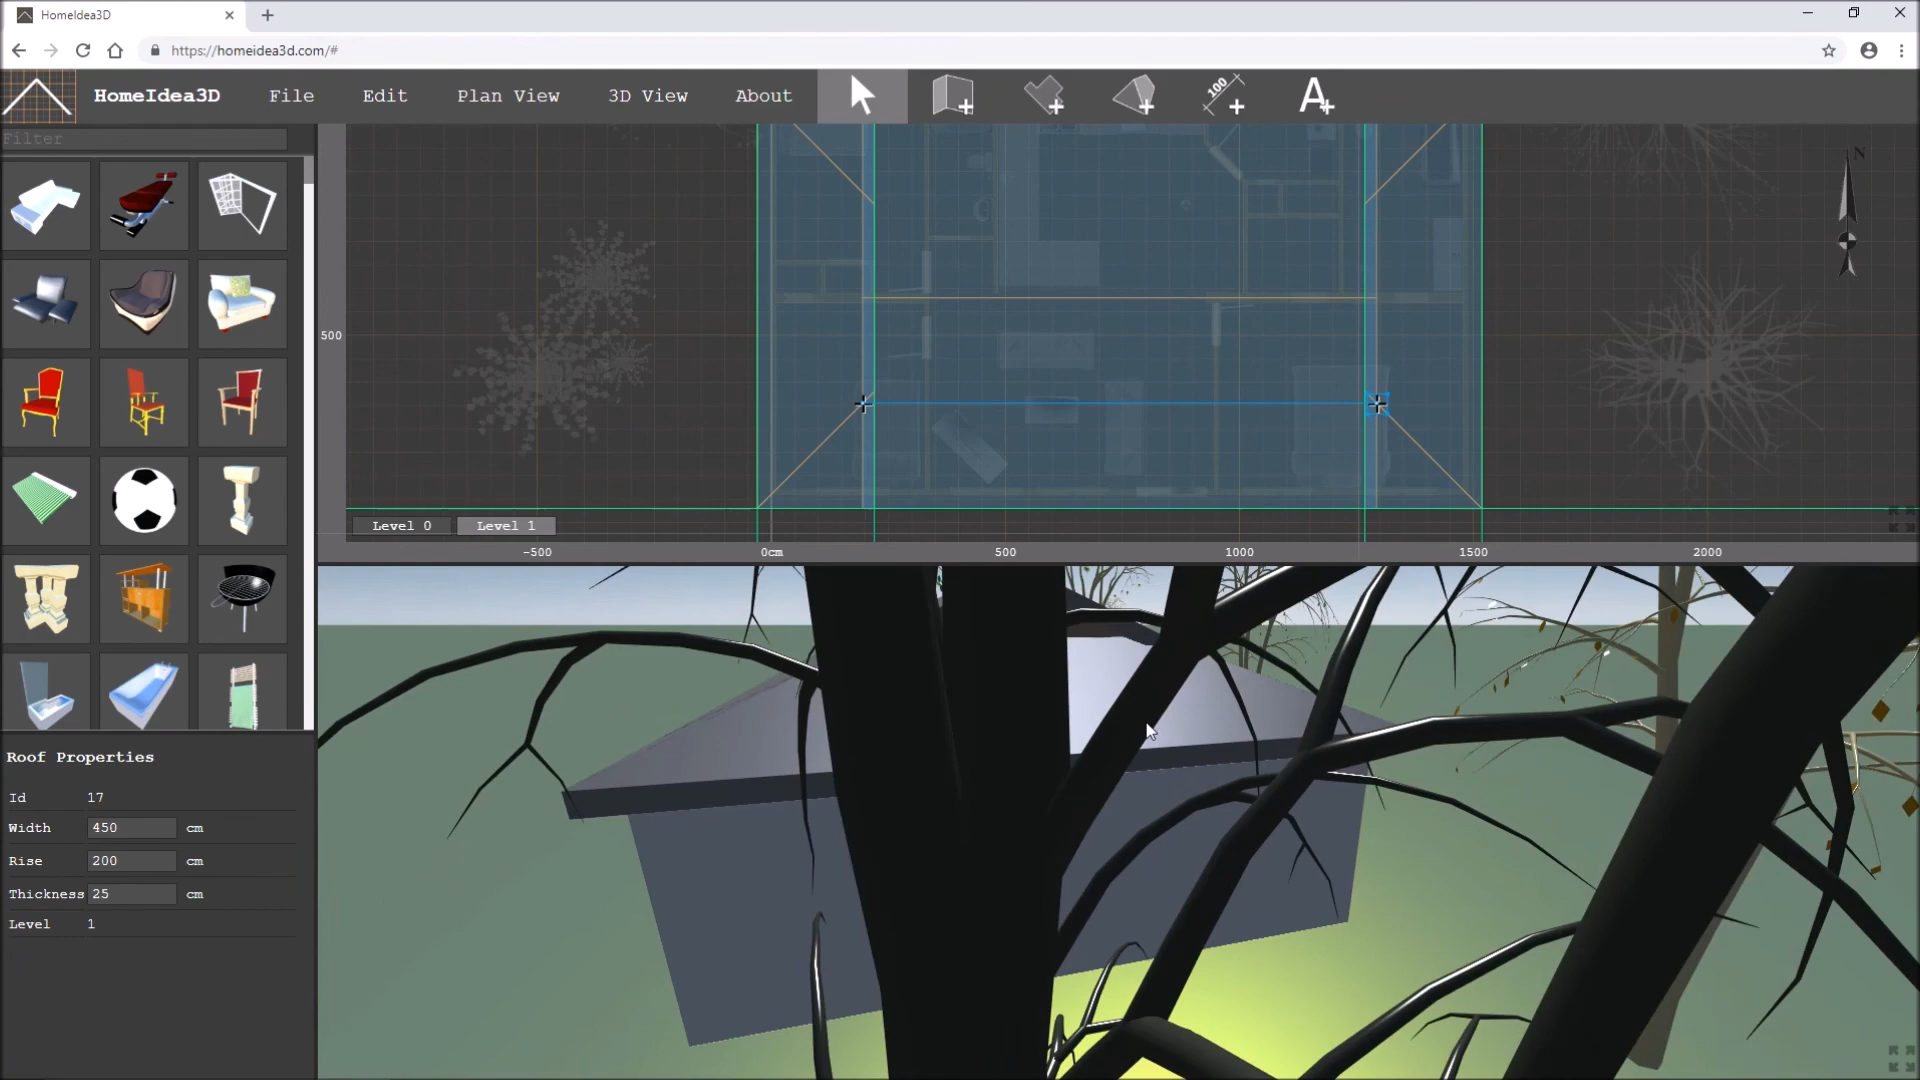 HomeIdea3D
https://homeidea3d.com/#
HomeIdea3D File Edit Plan View 3D View About 100 A
Filter
N
500
Level 0 Level 1
-500 0cm 500 1000 1500 2000
Roof Properties
Id 17
Width 450 cm
Rise 200 cm
Thickness 25 cm
Level 1